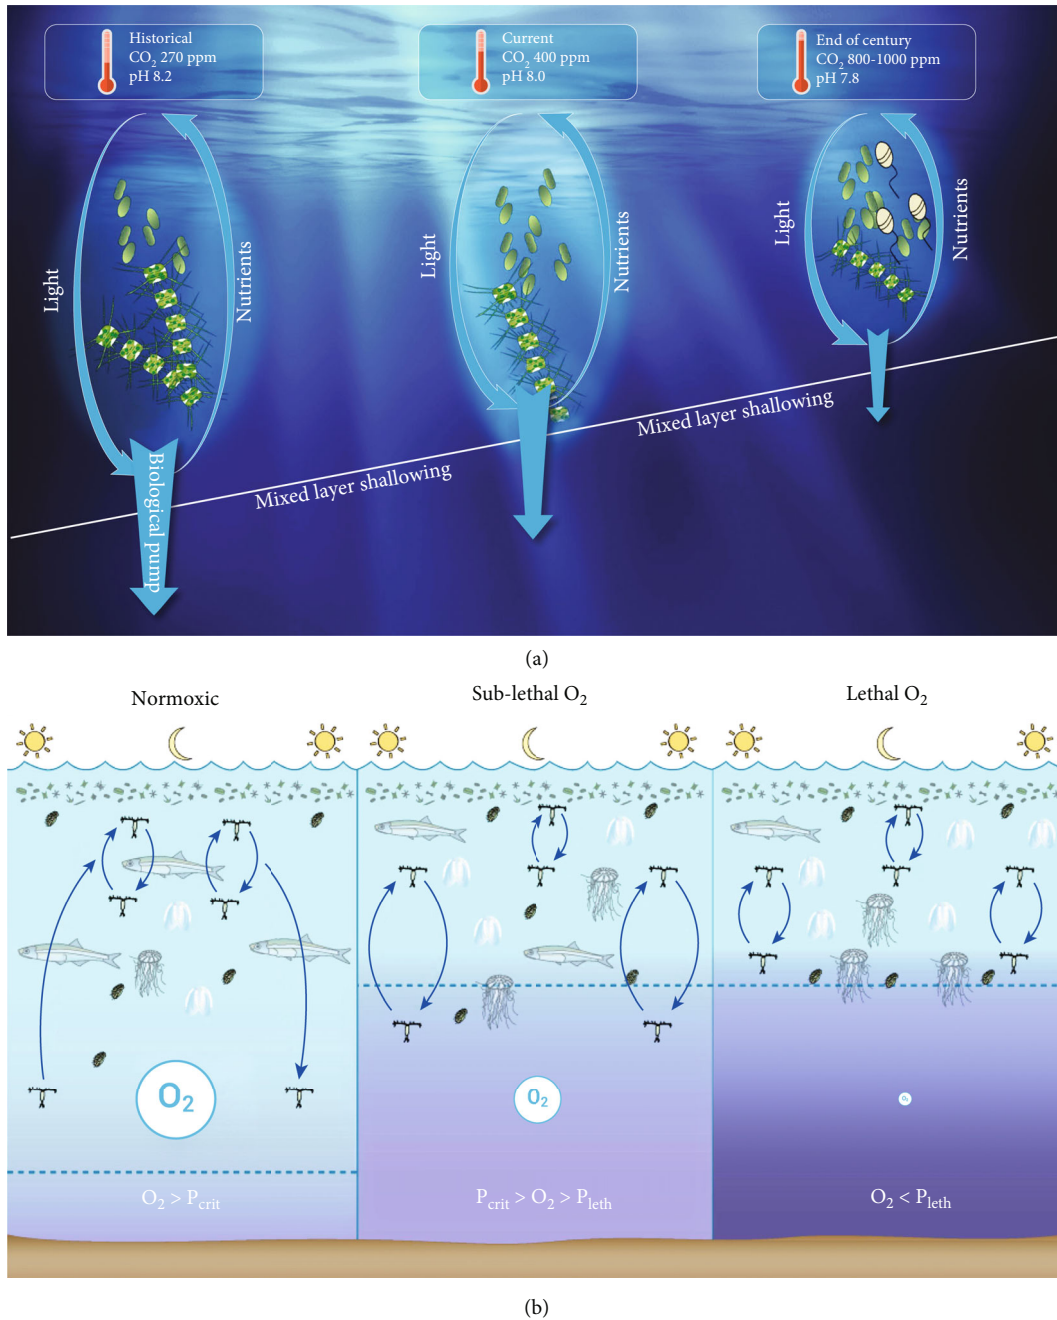 Historical
CO₂ 270 ppm
pH 8.2
Current
CO₂ 400 ppm
pH 8.0
End of century
CO₂ 800-1000 ppm
pH 7.8
Light
Nutrients
Light
Nutrients
Light
Nutrients
Biological pump
Mixed layer shallowing
Mixed layer shallowing
(a)
Normoxic
Sub-lethal O₂
Lethal O₂
O₂
O₂
O₂
O₂ > Pcrit
Pcrit > O₂ > Pleth
O₂ < Pleth
(b)